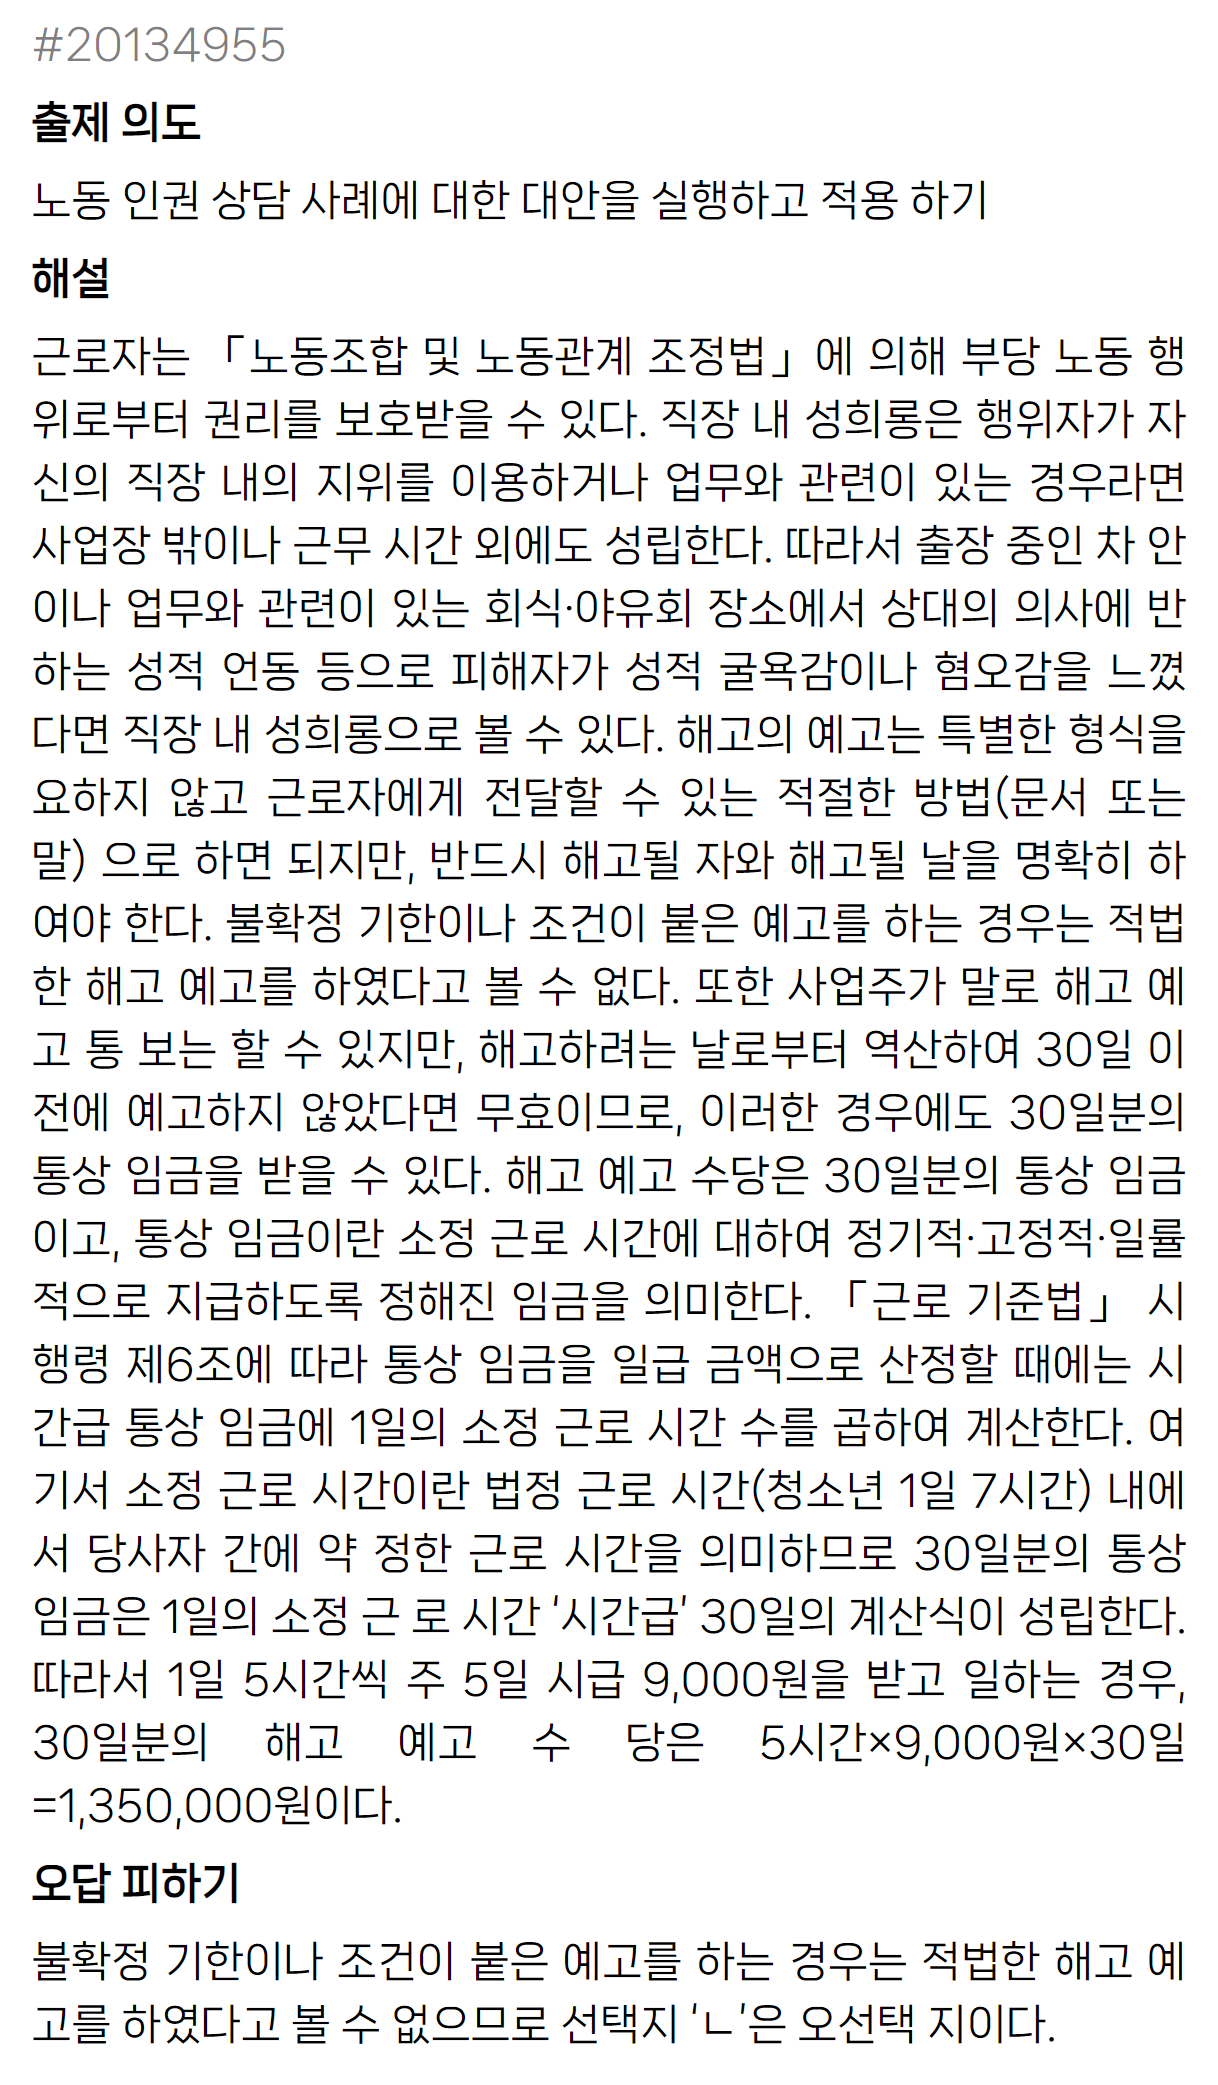 #20134955
출제 의도
노동 인권 상담 사례에 대한 대안을 실행하고 적용 하기
해설
근로자는 「노동조합 및 노동관계 조정법」에 의해 부당 노동 행
위로부터 권리를 보호받을 수 있다. 직장 내 성희롱은 행위자가 자
신의 직장 내의 지위를 이용하거나 업무와 관련이 있는 경우라면
사업장 밖이나 근무 시간 외에도 성립한다. 따라서 출장 중인 차 안
이나 업무와 관련이 있는 회식·야유회 장소에서 상대의 의사에 반
하는 성적 언동 등으로 피해자가 성적 굴욕감이나 혐오감을 느꼈
다면 직장 내 성희롱으로 볼 수 있다. 해고의 예고는 특별한 형식을
요하지 않고 근로자에게 전달할 수 있는 적절한 방법(문서 또는
말) 으로 하면 되지만, 반드시 해고될 자와 해고될 날을 명확히 하
여야 한다. 불확정 기한이나 조건이 붙은 예고를 하는 경우는 적법
한 해고 예고를 하였다고 볼 수 없다. 또한 사업주가 말로 해고 예
고 통 보는 할 수 있지만, 해고하려는 날로부터 역산하여 30일 이
전에 예고하지 않았다면 무효이므로, 이러한 경우에도 30일분의
통상 임금을 받을 수 있다. 해고 예고 수당은 30일분의 통상 임금
이고, 통상 임금이란 소정 근로 시간에 대하여 정기적·고정적·일률
적으로 지급하도록 정해진 임금을 의미한다. 「근로 기준법」 시
행령 제6조에 따라 통상 임금을 일급 금액으로 산정할 때에는 시
간급 통상 임금에 1일의 소정 근로 시간 수를 곱하여 계산한다. 여
기서 소정 근로 시간이란 법정 근로 시간(청소년 1일 7시간) 내에
서 당사자 간에 약 정한 근로 시간을 의미하므로 30일분의 통상
임금은 1일의 소정 근 로 시간 ‘시간급’ 30일의 계산식이 성립한다.
따라서 1일 5시간씩 주 5일 시급 9,000원을 받고 일하는 경우,
30일분의 해고 예고 수 당은 5시간×9,000원×30일
=1,350,000원이다.
오답 피하기
불확정 기한이나 조건이 붙은 예고를 하는 경우는 적법한 해고 예
고를 하였다고 볼 수 없으므로 선택지 ‘ㄴ’은 오선택 지이다.